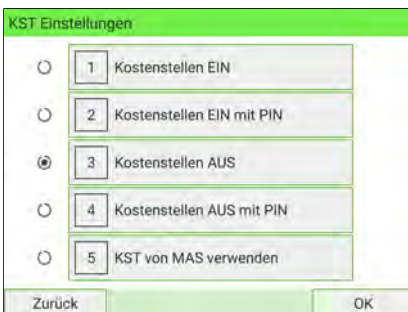 KST Einstellungen
1 Kostenstellen EIN
2 Kostenstellen EIN mit PIN
3 Kostenstellen AUS
4 Kostenstellen AUS mit PIN
5 KST von MAS verwenden
Zurück OK